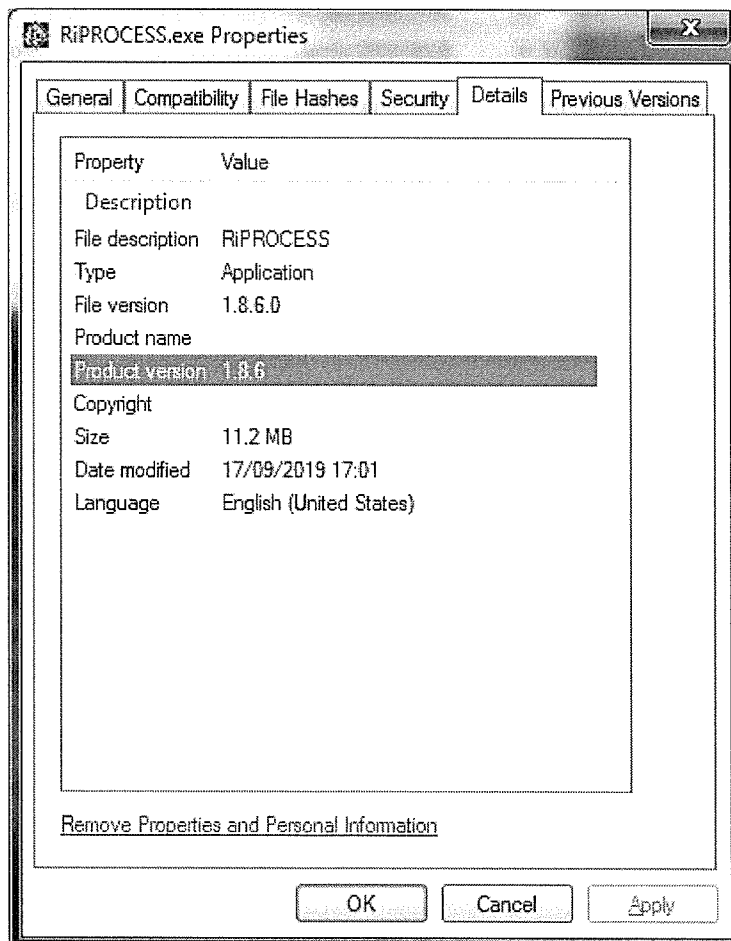 RiPROCESS.exe Properties
General Compatibility File Hashes Security Details Previous Versions
Property Value
Description
File description RiPROCESS
Type Application
File version 1.8.6.0
Product name
Product version 1.8.6
Copyright
Size 11.2 MB
Date modified 17/09/2019 17:01
Language English (United States)
Remove Properties and Personal Information
OK Cancel Apply